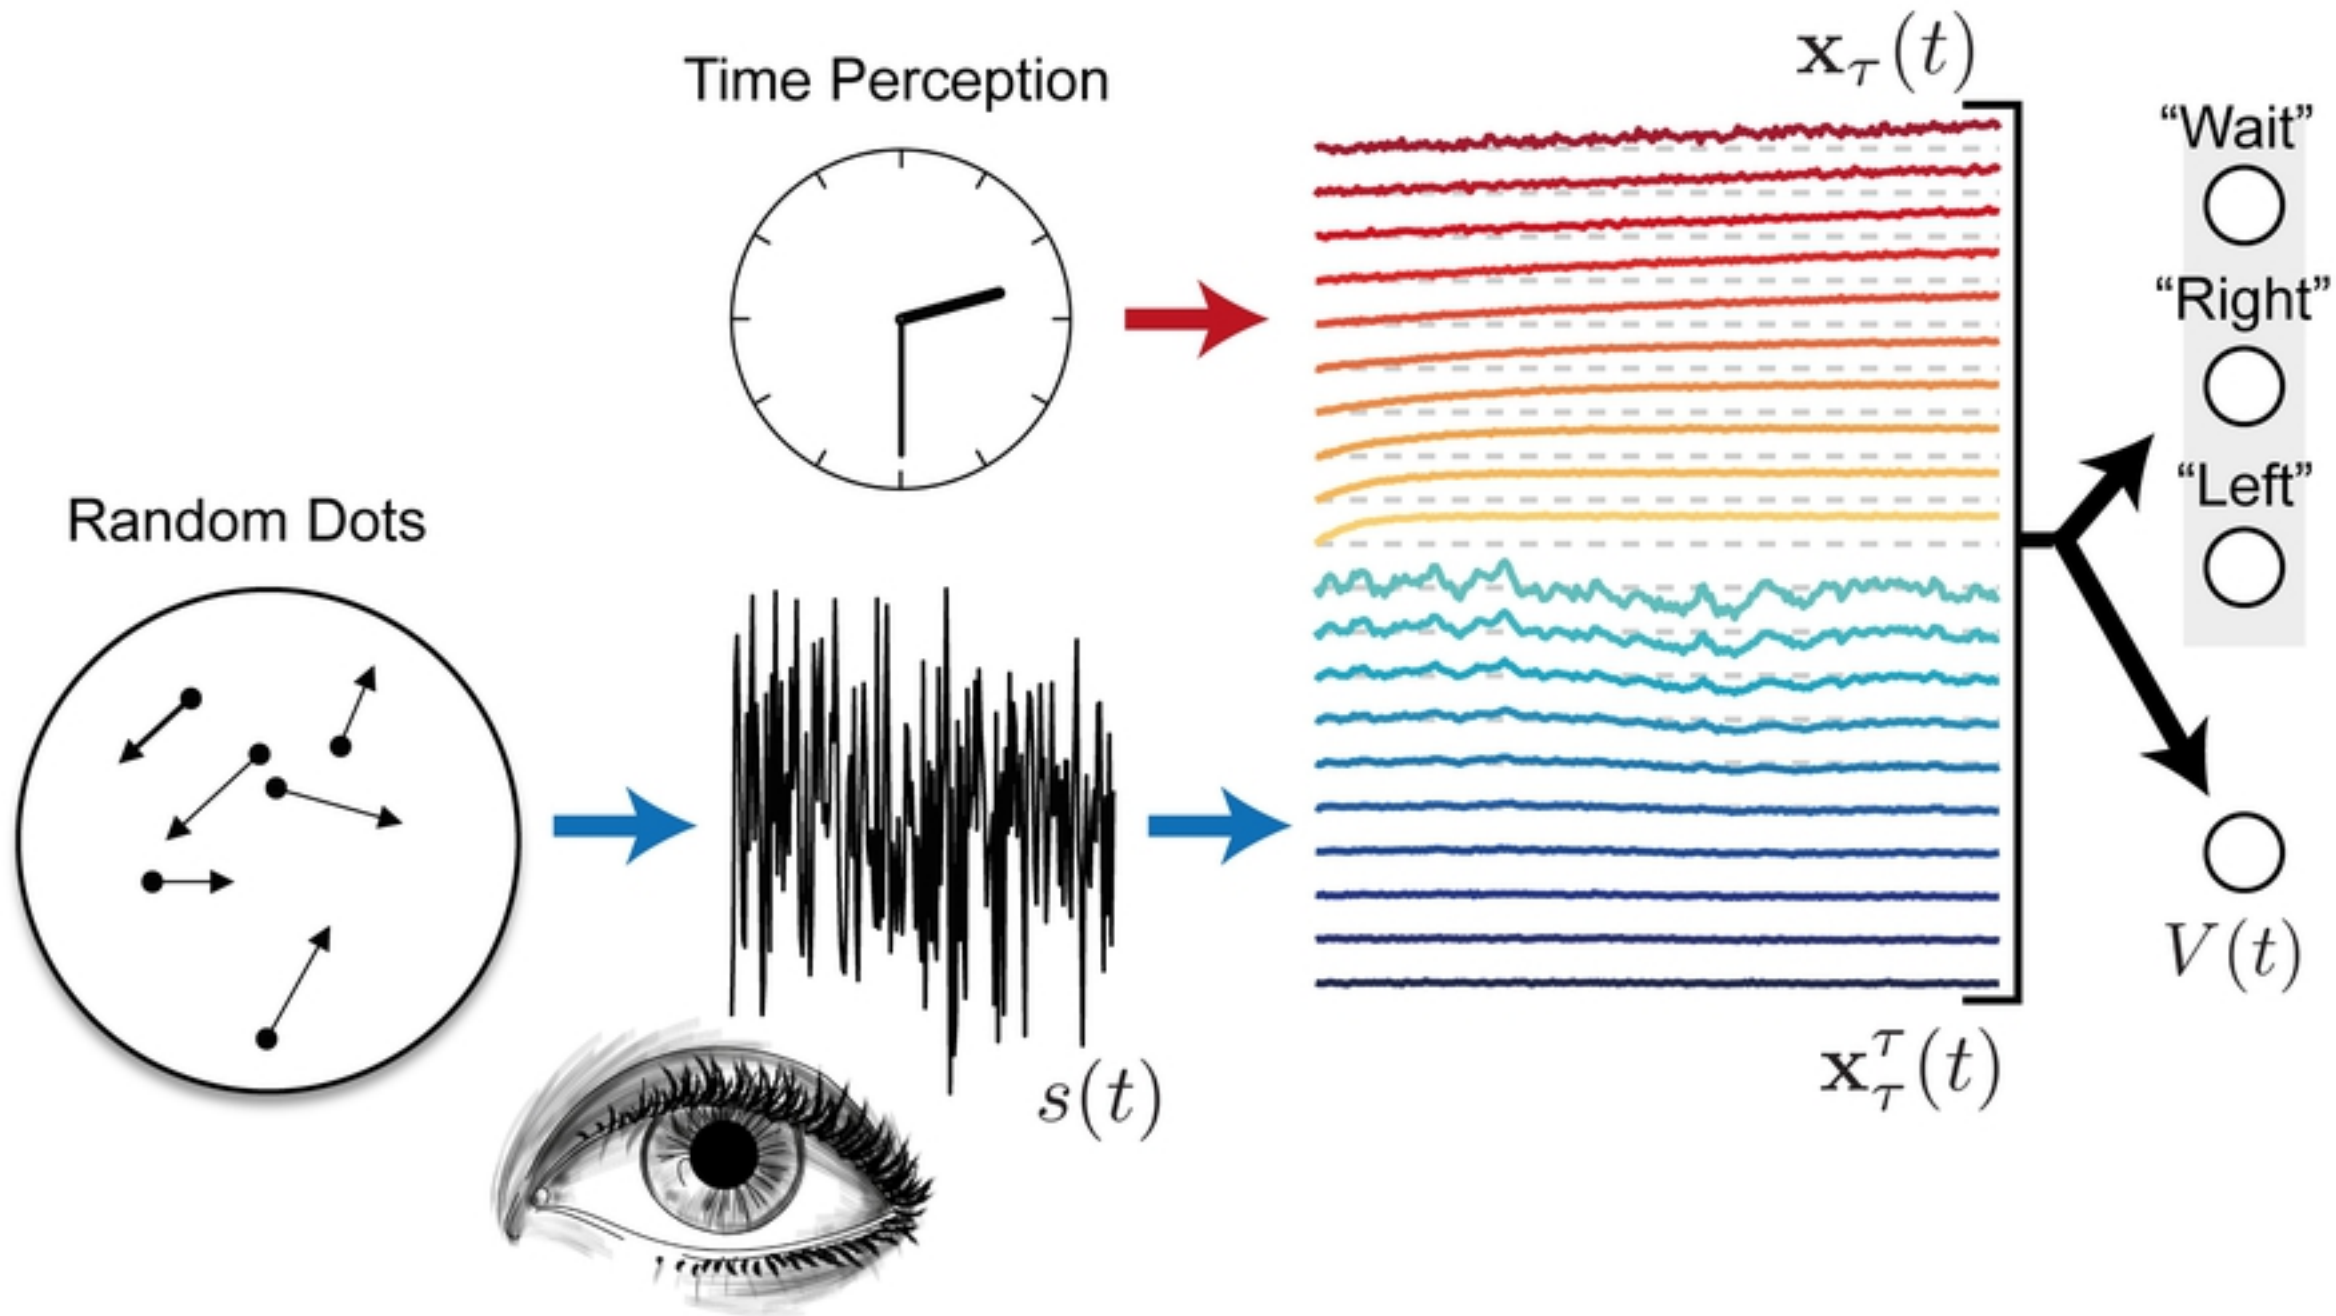 Time Perception
Random Dots
s(t)
𝐱_τ(t)
𝐱_τ^τ(t)
“Wait”
“Right”
“Left”
V(t)